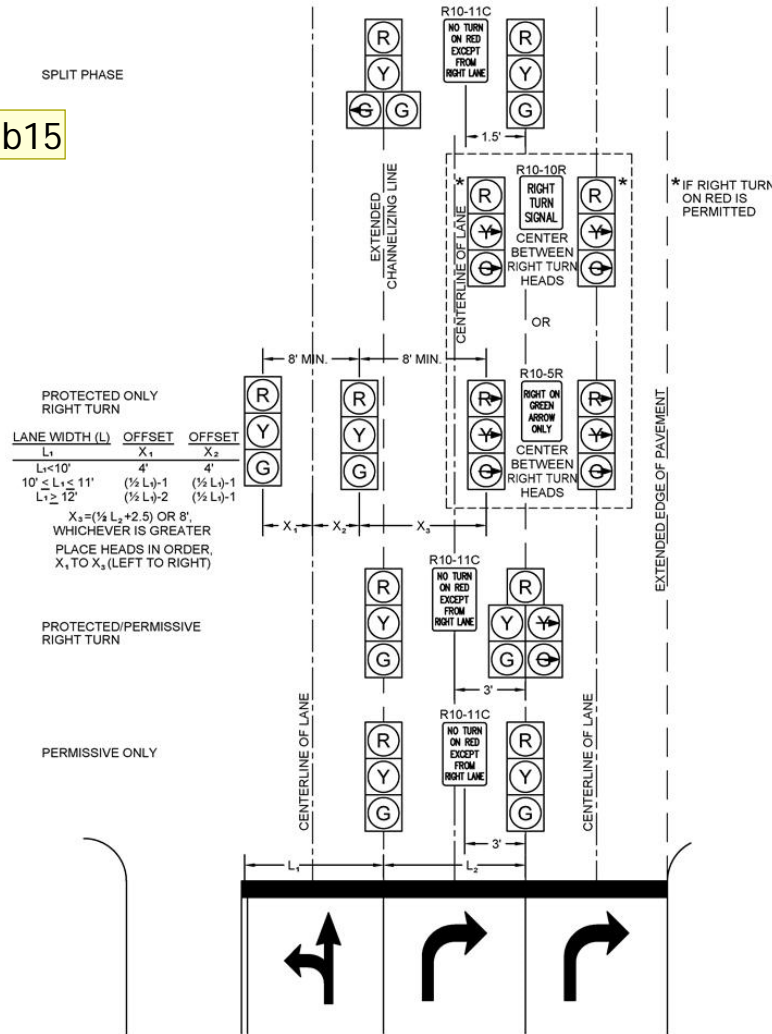 R10-11C
NO TURN
ON RED
EXCEPT
FROM
RIGHT LANE
R
Y
G
G
R
Y
G
SPLIT PHASE
b15
1.5'
EXTENDED
CHANNELIZING LINE
CENTERLINE OF LANE
R10-10R
RIGHT
TURN
SIGNAL
*
R
Y
G
*
R
Y
G
CENTER
BETWEEN
RIGHT TURN
HEADS
*IF RIGHT TURN
ON RED IS
PERMITTED
OR
8' MIN.
8' MIN.
R10-5R
RIGHT ON
GREEN
ARROW
ONLY
R
Y
G
R
Y
G
R
Y
G
R
Y
G
CENTER
BETWEEN
RIGHT TURN
HEADS
EXTENDED EDGE OF PAVEMENT
PROTECTED ONLY
RIGHT TURN
LANE WIDTH (L) OFFSET OFFSET
L₁ X₁ X₂
L₁<10' 4' 4'
10' ≤ L₁ ≤ 11' (½ L₁)-1 (½ L₁)-1
L₁ ≥ 12' (½ L₁)-2 (½ L₁)-1
X₃=(½ L₂+2.5) OR 8',
WHICHEVER IS GREATER
PLACE HEADS IN ORDER,
X₁ TO X₃ (LEFT TO RIGHT)
X₁
X₂
X₃
R10-11C
NO TURN
ON RED
EXCEPT
FROM
RIGHT LANE
R
Y
G
R
Y Y
G G
PROTECTED/PERMISSIVE
RIGHT TURN
3'
CENTERLINE OF LANE
R10-11C
NO TURN
ON RED
EXCEPT
FROM
RIGHT LANE
R
Y
G
R
Y
G
PERMISSIVE ONLY
CENTERLINE OF LANE
3'
L₁
L₂